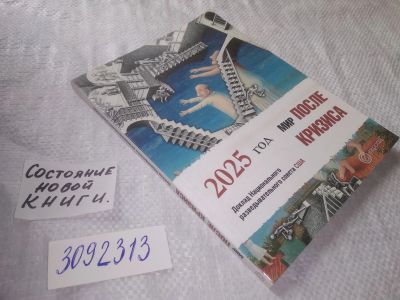 2025 год
мир ПОСЛЕ
КРИЗИСА
Доклад Национального
разведывательного совета США
Состояние
новой
книги.
3092313